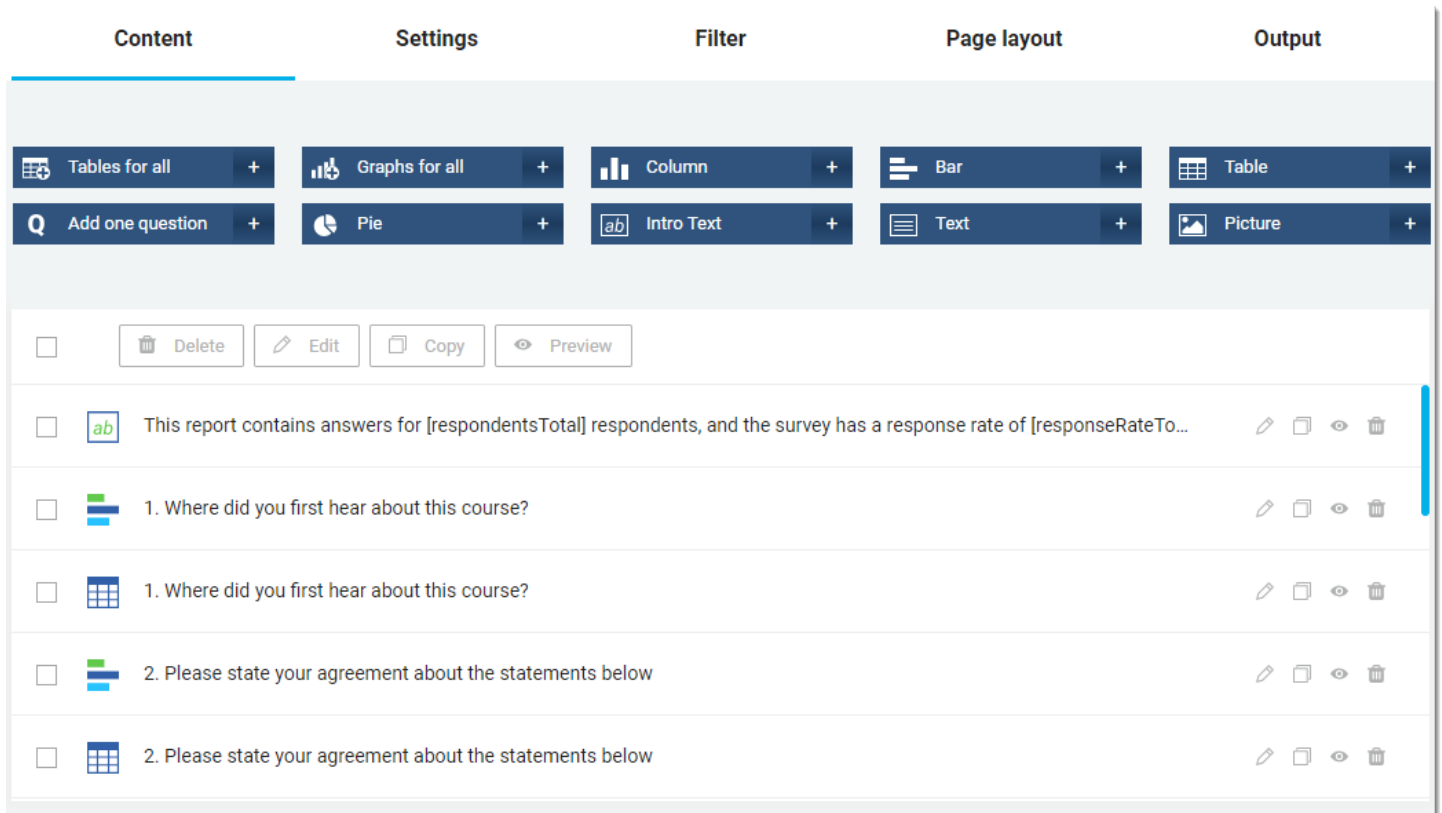 Content Settings Filter Page layout Output
Tables for all + Graphs for all + Column + Bar + Table +
Q Add one question + Pie + ab Intro Text + Text + Picture +
Delete Edit Copy Preview
ab This report contains answers for [respondentsTotal] respondents, and the survey has a response rate of [responseRateTo...
1. Where did you first hear about this course?
1. Where did you first hear about this course?
2. Please state your agreement about the statements below
2. Please state your agreement about the statements below